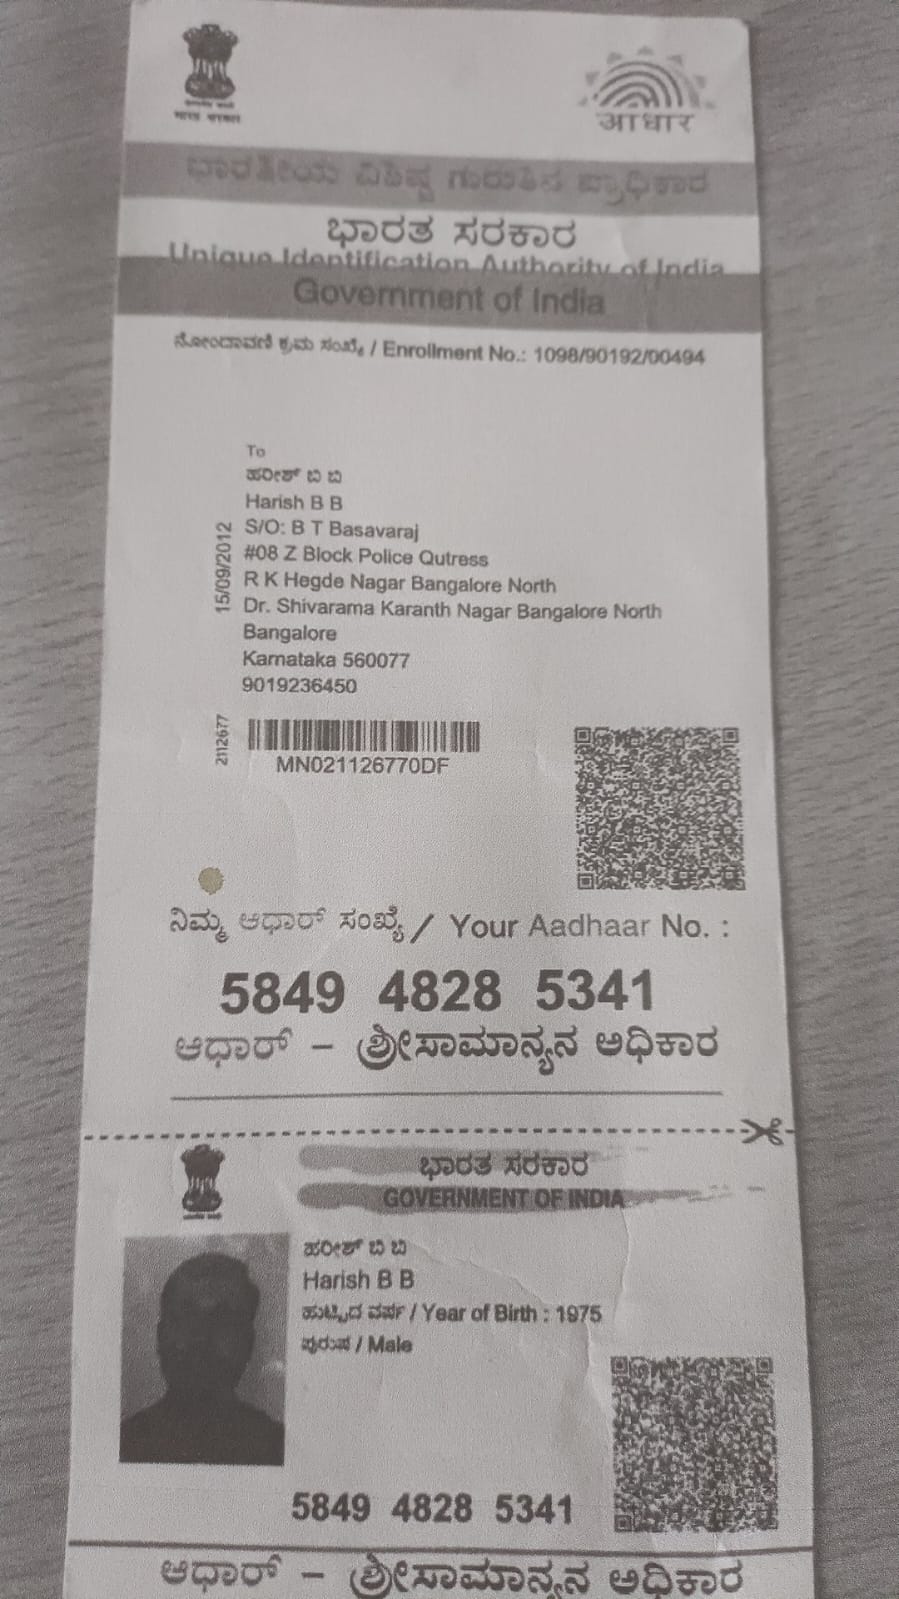 भारत सरकार
आधार
ಭಾರತೀಯ ವಿಶಿಷ್ಟ ಗುರುತಿನ ಪ್ರಾಧಿಕಾರ
ಭಾರತ ಸರಕಾರ
Unique Identification Authority of India
Government of India
ನೋಂದಾವಣಿ ಕ್ರಮ ಸಂಖ್ಯೆ / Enrollment No.: 1098/90192/00494
To
ಹರೀಶ್ ಬಿ ಬಿ
Harish B B
S/O: B T Basavaraj
#08 Z Block Police Qutress
R K Hegde Nagar Bangalore North
Dr. Shivarama Karanth Nagar Bangalore North
Bangalore
Karnataka 560077
9019236450
15/09/2012
2112677
MN021126770DF
ನಿಮ್ಮ ಆಧಾರ್ ಸಂಖ್ಯೆ / Your Aadhaar No. :
5849 4828 5341
ಆಧಾರ್ – ಶ್ರೀಸಾಮಾನ್ಯನ ಅಧಿಕಾರ
ಭಾರತ ಸರಕಾರ
GOVERNMENT OF INDIA
ಹರೀಶ್ ಬಿ ಬಿ
Harish B B
ಹುಟ್ಟಿದ ವರ್ಷ / Year of Birth : 1975
ಪುರುಷ / Male
5849 4828 5341
ಆಧಾರ್ – ಶ್ರೀಸಾಮಾನ್ಯನ ಅಧಿಕಾರ